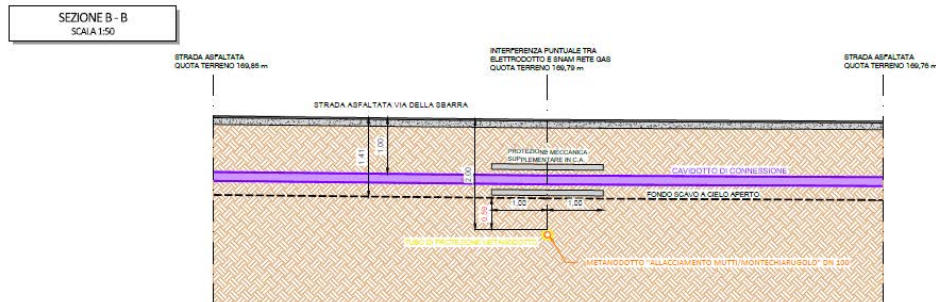 SEZIONE B - B
SCALA 1:50
STRADA ASFALTATA
QUOTA TERRENO 169,85 m
INTERFERENZA PUNTUALE TRA
ELETTRODOTTO E SNAM RETE GAS
QUOTA TERRENO 169,79 m
STRADA ASFALTATA
QUOTA TERRENO 169,76 m
STRADA ASFALTATA VIA DELLA SBARRA
1.41
1.00
2.00
PROTEZIONE MECCANICA
SUPPLEMENTARE IN C.A.
CAVIDOTTO DI CONNESSIONE
FONDO SCAVO A CIELO APERTO
0.59
1,00
1,00
TUBO DI PROTEZIONE METANODOTTO
METANODOTTO "ALLACCIAMENTO MUTTI/MONTECHIARUGOLO" DN 100